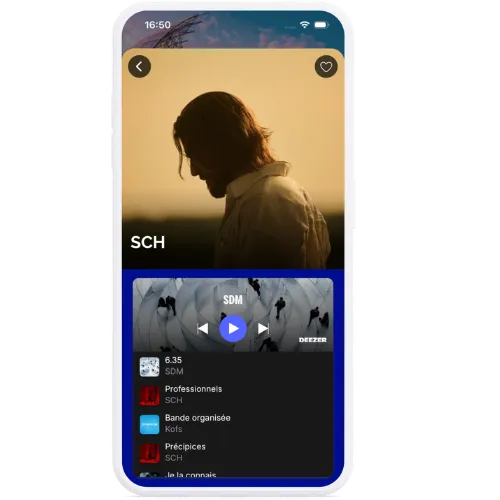 16:50
SCH
SDM
DEEZER
6.35
SDM
Professionnels
SCH
Bande organisée
Kofs
Précipices
SCH
Je la connais